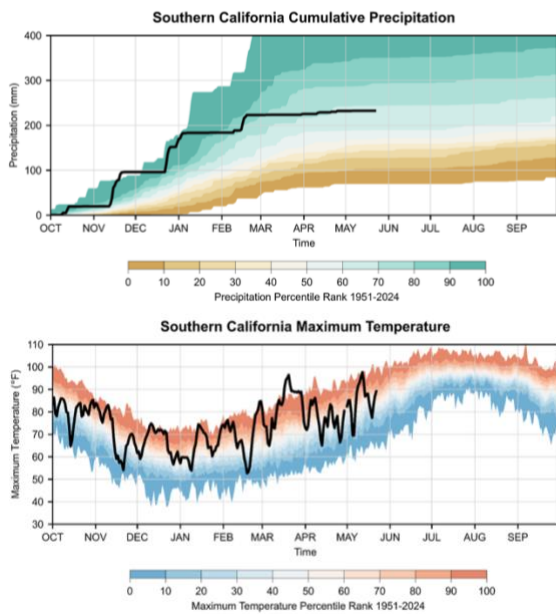 Southern California Cumulative Precipitation
400
300
200
100
0
Precipitation (mm)
OCT NOV DEC JAN FEB MAR APR MAY JUN JUL AUG SEP
Time
0 10 20 30 40 50 60 70 80 90 100
Precipitation Percentile Rank 1951-2024
Southern California Maximum Temperature
110
100
90
80
70
60
50
40
30
Maximum Temperature (°F)
OCT NOV DEC JAN FEB MAR APR MAY JUN JUL AUG SEP
Time
0 10 20 30 40 50 60 70 80 90 100
Maximum Temperature Percentile Rank 1951-2024